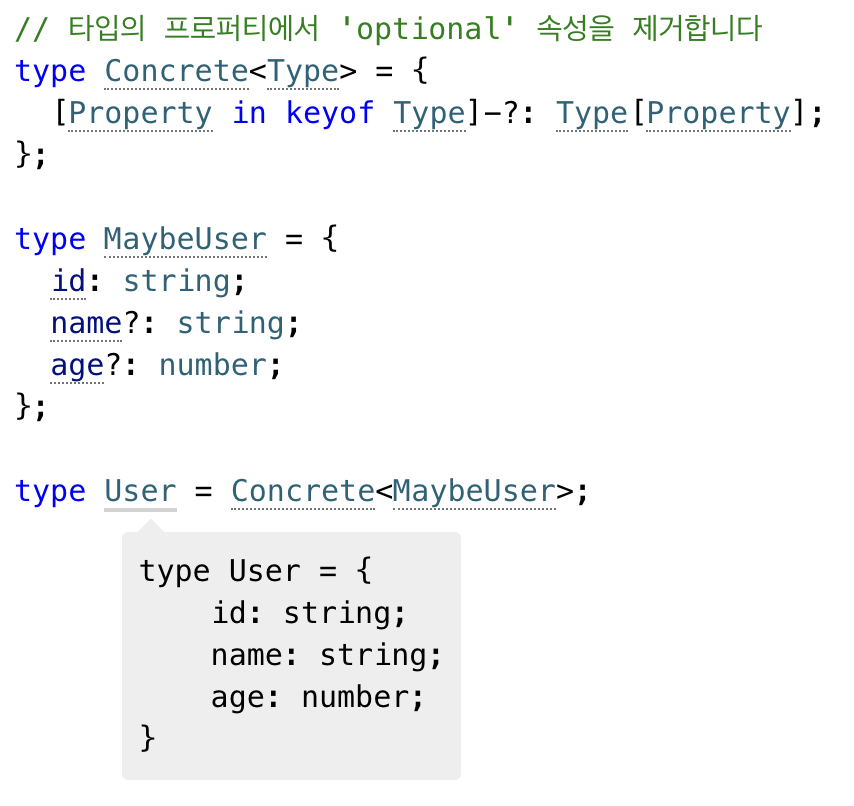 // 타입의 프로퍼티에서 'optional' 속성을 제거합니다
type Concrete<Type> = {
  [Property in keyof Type]-?: Type[Property];
};
type MaybeUser = {
  id: string;
  name?: string;
  age?: number;
};
type User = Concrete<MaybeUser>;
type User = {
    id: string;
    name: string;
    age: number;
}